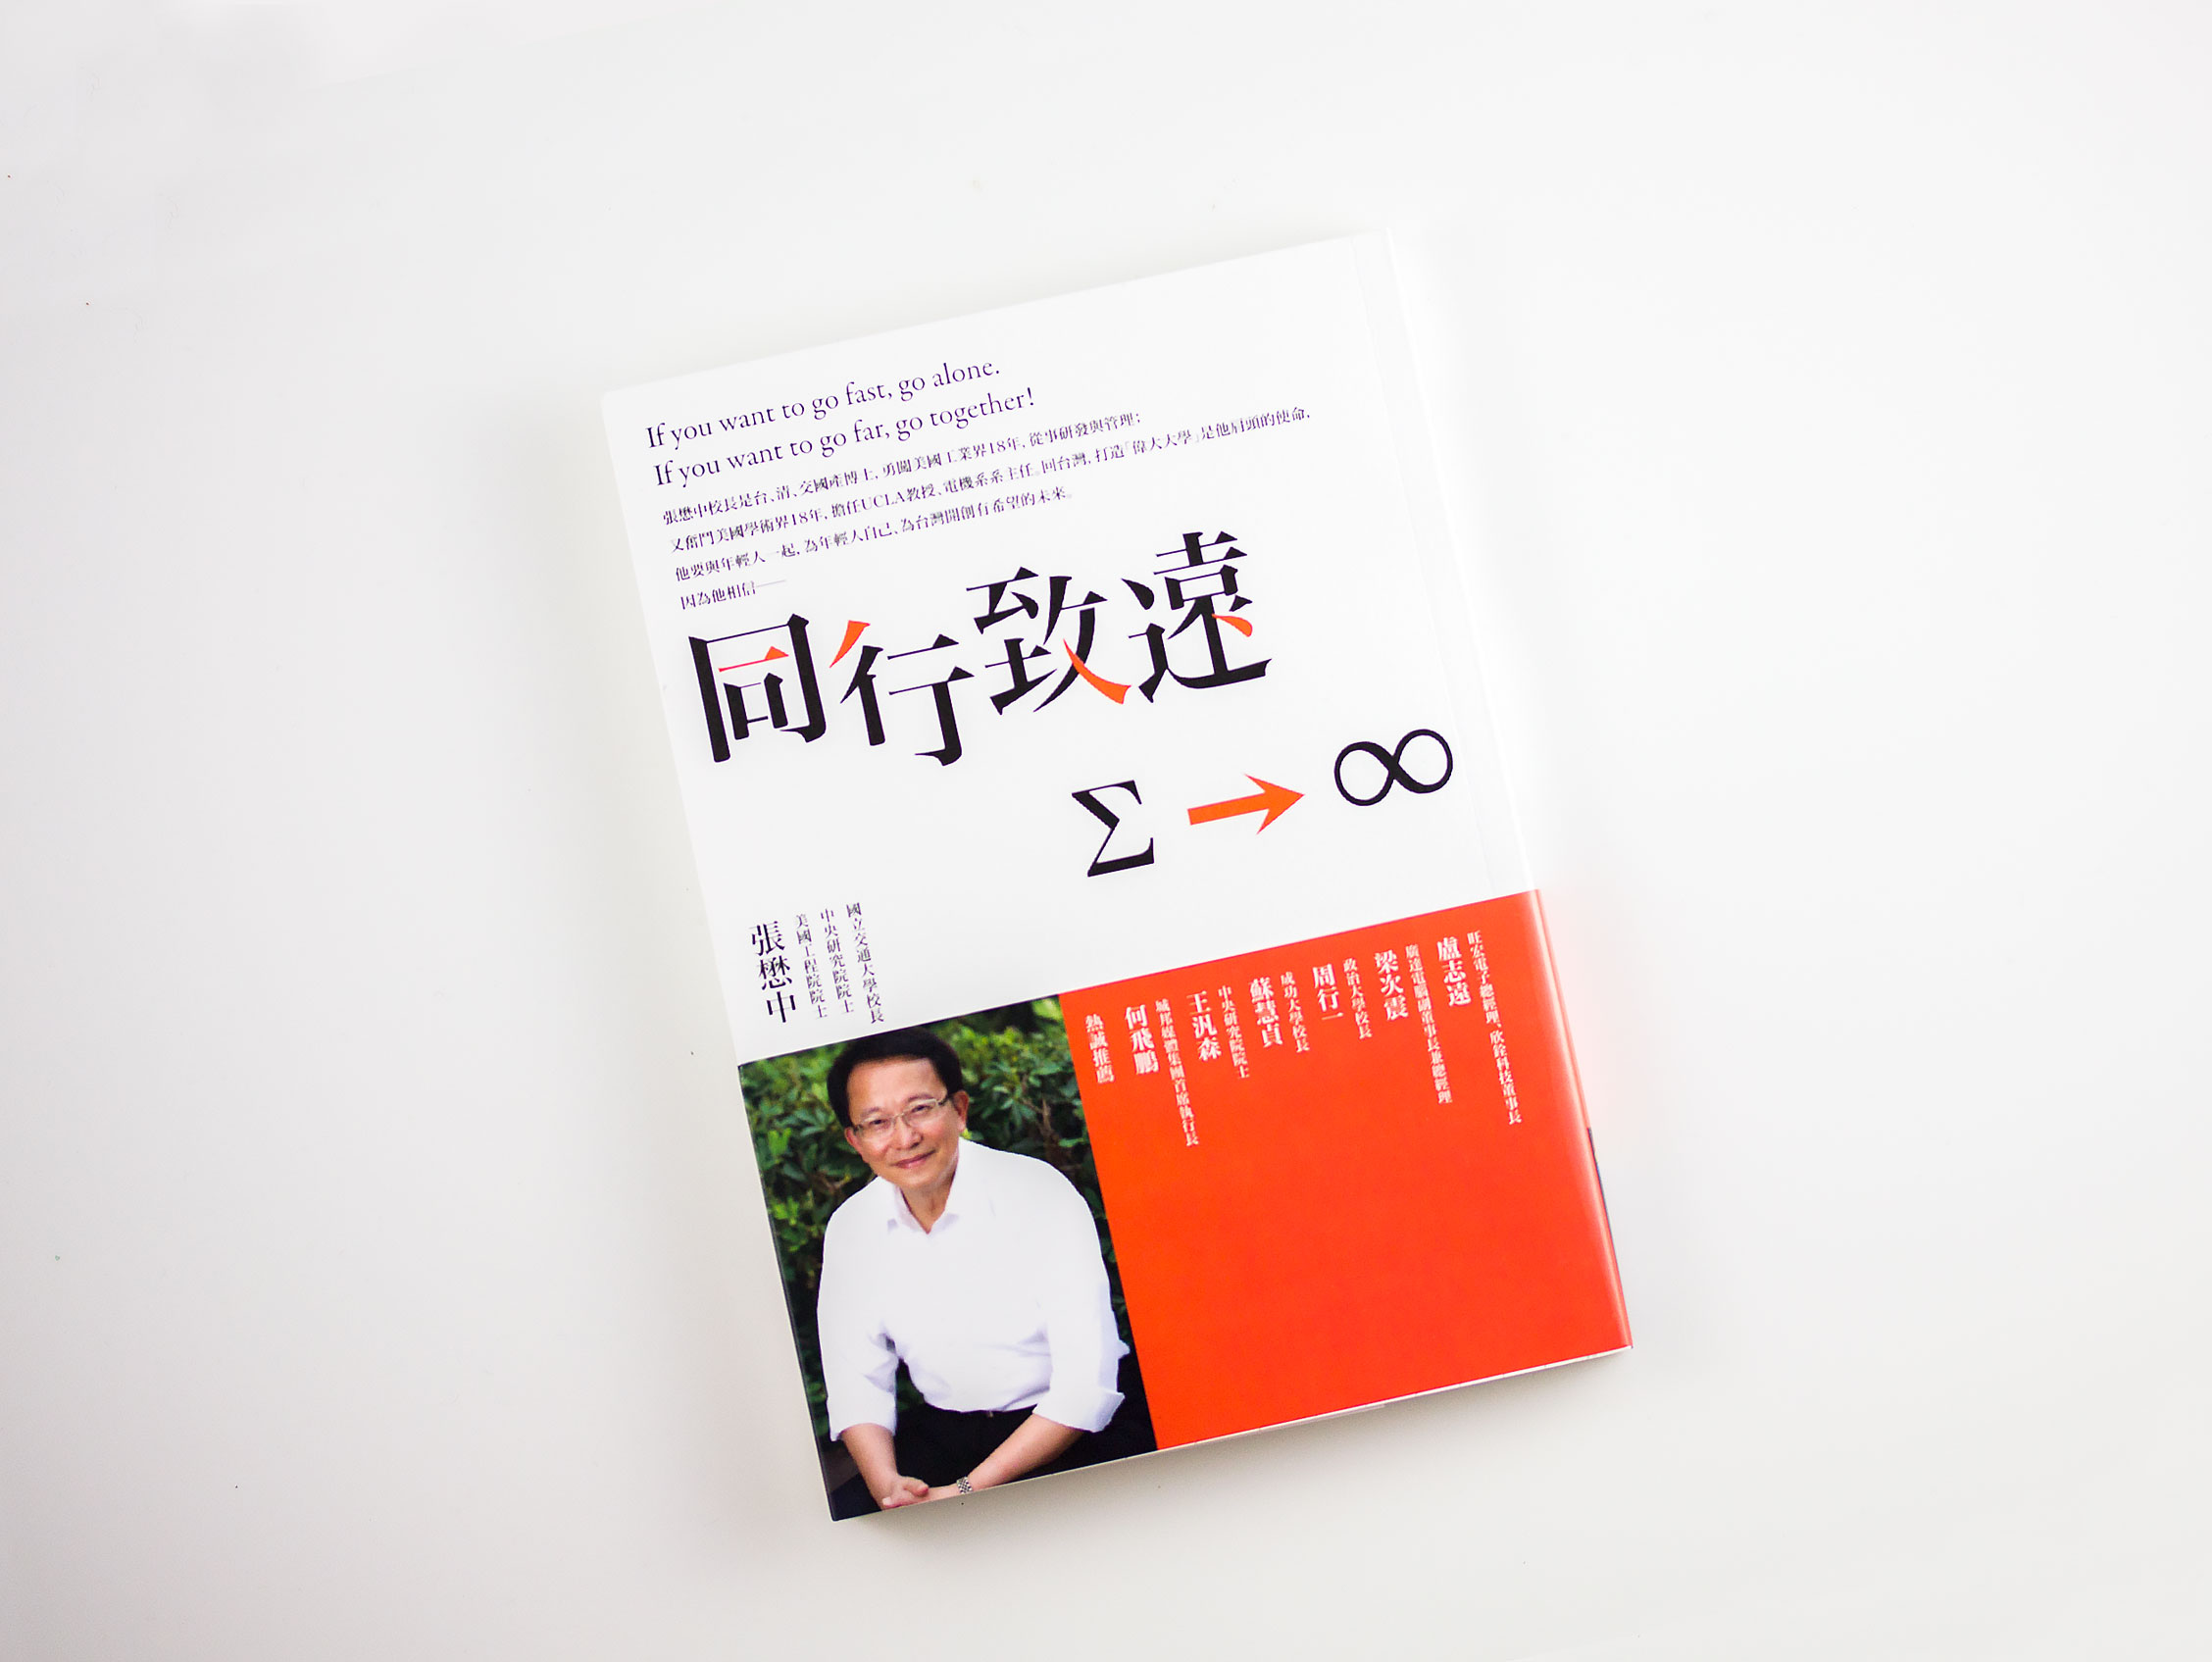 If you want to go fast, go alone.
If you want to go far, go together!
張懋中校長是台、清、交國產博士，勇闖美國工業界18年，從事研發與管理；
又奮鬥美國學術界18年，擔任UCLA教授、電機系系主任。回台灣，打造「偉大大學」是他肩頭的使命，
他要與年輕人一起，為年輕人自己、為台灣開創有希望的未來。
因為他相信——
同行致遠
Σ→∞
國立交通大學校長
中央研究院院士
美國工程院院士
張懋中
旺宏電子總經理、欣銓科技董事長
盧志遠
廣達電腦副董事長兼總經理
梁次震
政治大學校長
周行一
成功大學校長
蘇慧貞
中央研究院院士
王汎森
城邦媒體集團首席執行長
何飛鵬
熱誠推薦